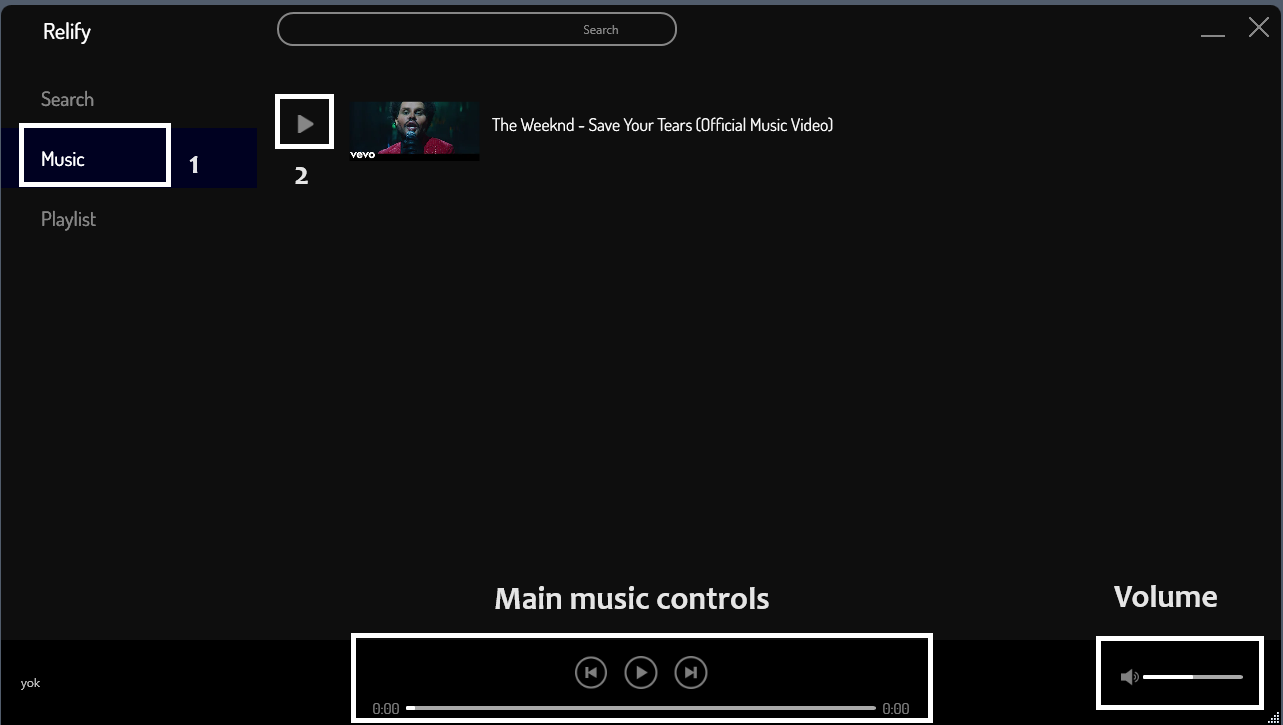 Relify
Search
Search
Music
1
Playlist
2
vevo
The Weeknd - Save Your Tears (Official Music Video)
Main music controls
Volume
yok
0:00
0:00